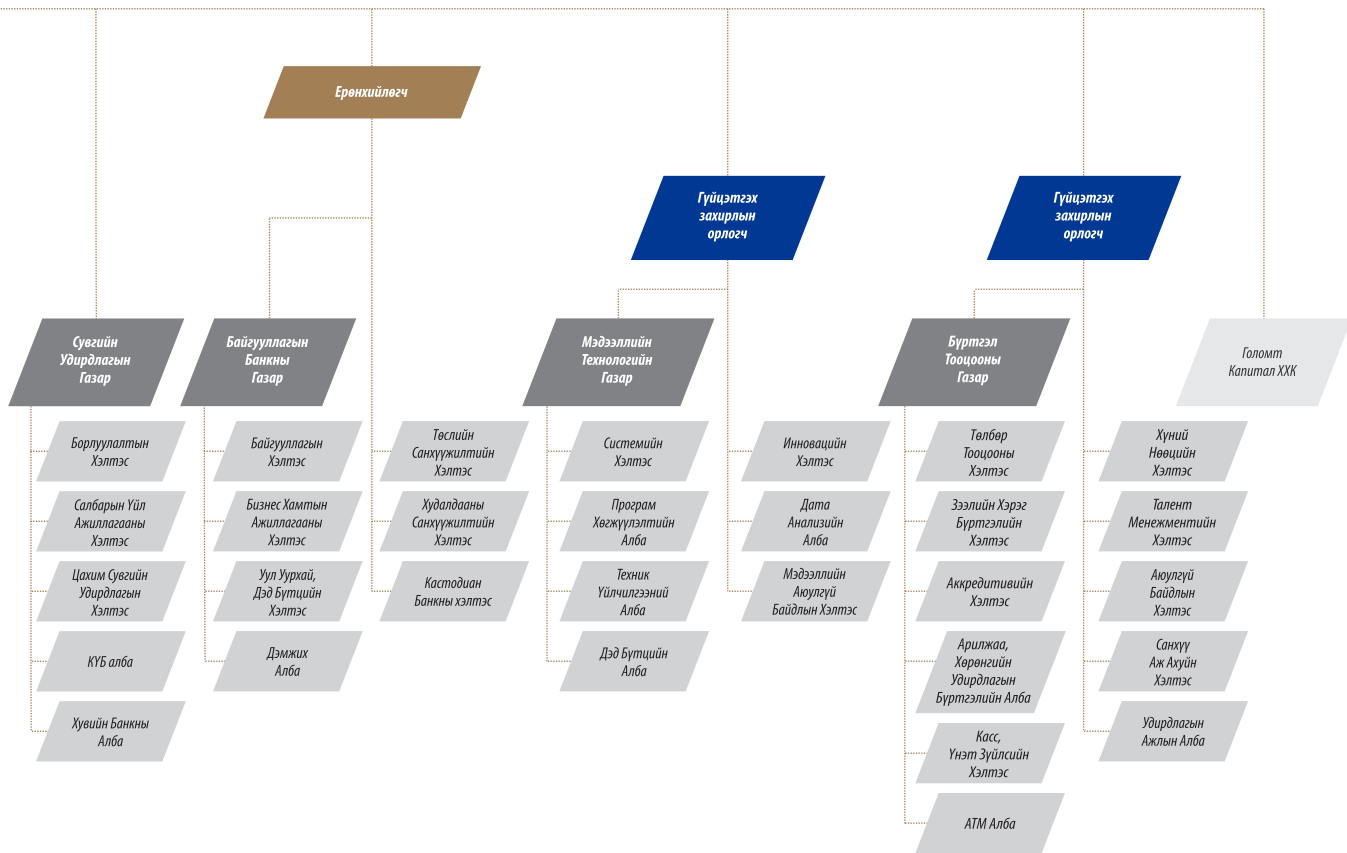 Ерөнхийлөгч
Гүйцэтгэх
захирлын
орлогч
Гүйцэтгэх
захирлын
орлогч
Сувгийн
Удирдлагын
Газар
Борлуулалтын
Хэлтэс
Салбарын Үйл
Ажиллагааны
Хэлтэс
Цахим Сувгийн
Удирдлагын
Хэлтэс
КҮБ алба
Хувийн Банкны
Алба
Байгууллагын
Банкны
Газар
Байгууллагын
Хэлтэс
Бизнес Хамтын
Ажиллагааны
Хэлтэс
Уул Уурхай,
Дэд Бүтцийн
Хэлтэс
Дэмжих
Алба
Төслийн
Санхүүжилтийн
Хэлтэс
Худалдааны
Санхүүжилтийн
Хэлтэс
Кастодиан
Банкны хэлтэс
Мэдээллийн
Технологийн
Газар
Системийн
Хэлтэс
Програм
Хөгжүүлэлтийн
Алба
Техник
Үйлчилгээний
Алба
Дэд Бүтцийн
Алба
Инновацийн
Хэлтэс
Дата
Анализийн
Алба
Мэдээллийн
Аюулгүй
Байдлын Хэлтэс
Бүртгэл
Тооцооны
Газар
Төлбөр
Тооцооны
Хэлтэс
Зээлийн Хэрэг
Бүртгэлийн
Хэлтэс
Аккредитивийн
Хэлтэс
Арилжаа,
Хөрөнгийн
Удирдлагын
Бүртгэлийн Алба
Касс,
Үнэт Зүйлсийн
Хэлтэс
АТМ Алба
Хүний
Нөөцийн
Хэлтэс
Талент
Менежментийн
Хэлтэс
Аюулгүй
Байдлын
Хэлтэс
Санхүү
Аж Ахуйн
Хэлтэс
Удирдлагын
Ажлын Алба
Голомт
Капитал ХХК